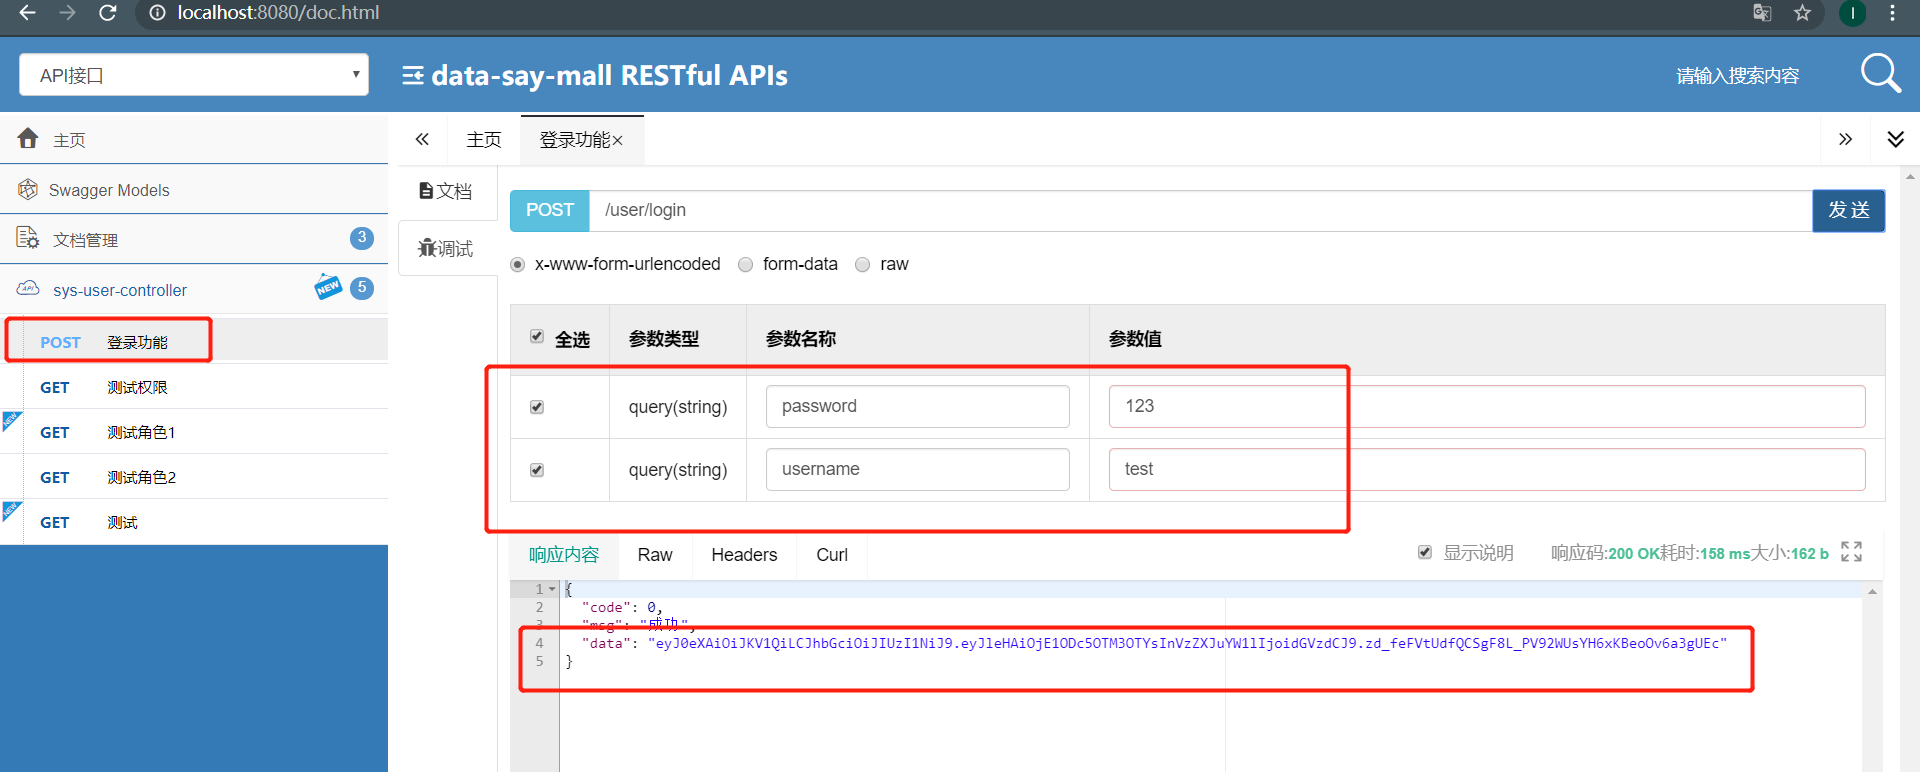 localhost:8080/doc.html
I
API接口
data-say-mall RESTful APIs
请输入搜索内容
主页
Swagger Models
文档管理
3
sys-user-controller
NEW
5
POST 登录功能
GET 测试权限
NEW
GET 测试角色1
GET 测试角色2
NEW
GET 测试
主页
登录功能×
文档
调试
POST
/user/login
发 送
x-www-form-urlencoded
form-data
raw
全选 参数类型 参数名称 参数值
query(string) password 123
query(string) username test
响应内容 Raw Headers Curl
显示说明
响应码:200 OK耗时:158 ms大小:162 b
1 {
2 "code": 0,
3 "msg": "成功",
4 "data": "eyJ0eXAiOiJKV1QiLCJhbGciOiJIUzI1NiJ9.eyJleHAiOjE1ODc5OTM3OTYsInVzZXJuYW1lIjoidGVzdCJ9.zd_feFVtUdfQCSgF8L_PV92WUsYH6xKBeoOv6a3gUEc"
5 }